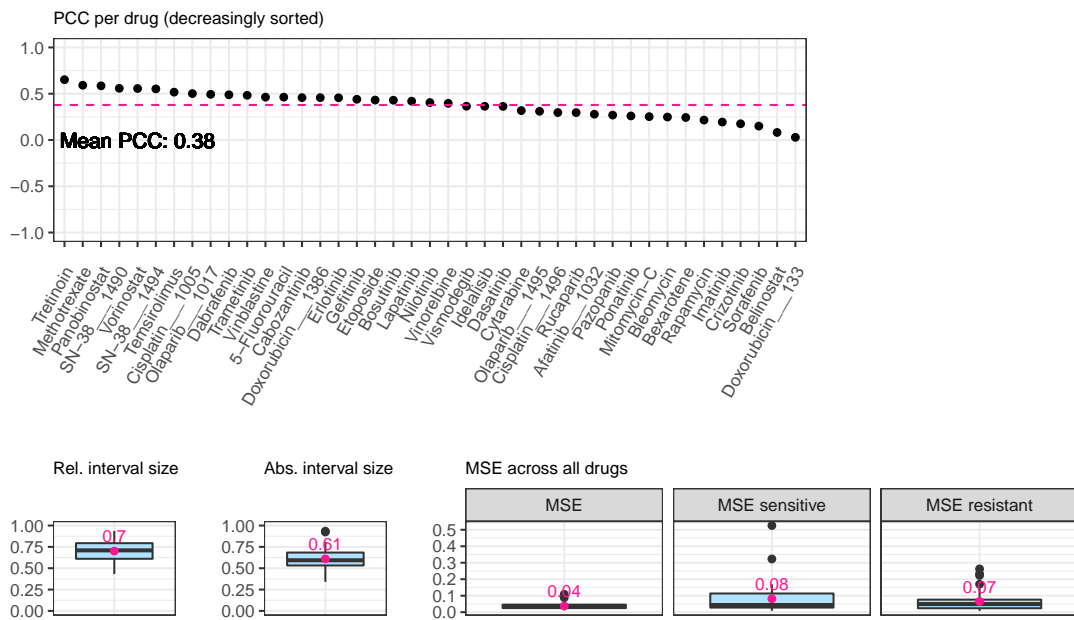 PCC per drug (decreasingly sorted)
1.0
0.5
0.0
−0.5
−1.0
Mean PCC: 0.38
Tretinoin
Methotrexate
Panobinostat
SN−38___1490
Vorinostat
SN−38___1494
Temsirolimus
Cisplatin___1005
Olaparib___1017
Dabrafenib
Trametinib
Vinblastine
5−Fluorouracil
Cabozantinib
Doxorubicin___1386
Erlotinib
Gefitinib
Etoposide
Bosutinib
Lapatinib
Nilotinib
Vinorelbine
Vismodegib
Idelalisib
Dasatinib
Cytarabine
Olaparib___1495
Cisplatin___1496
Rucaparib
Afatinib___1032
Pazopanib
Ponatinib
Mitomycin−C
Bleomycin
Bexarotene
Rapamycin
Imatinib
Crizotinib
Sorafenib
Belinostat
Doxorubicin___133
Rel. interval size
1.00
0.75
0.50
0.25
0.00
0.7
Abs. interval size
1.00
0.75
0.50
0.25
0.00
0.61
MSE across all drugs
MSE
MSE sensitive
MSE resistant
0.5
0.4
0.3
0.2
0.1
0.0
0.04
0.08
0.07